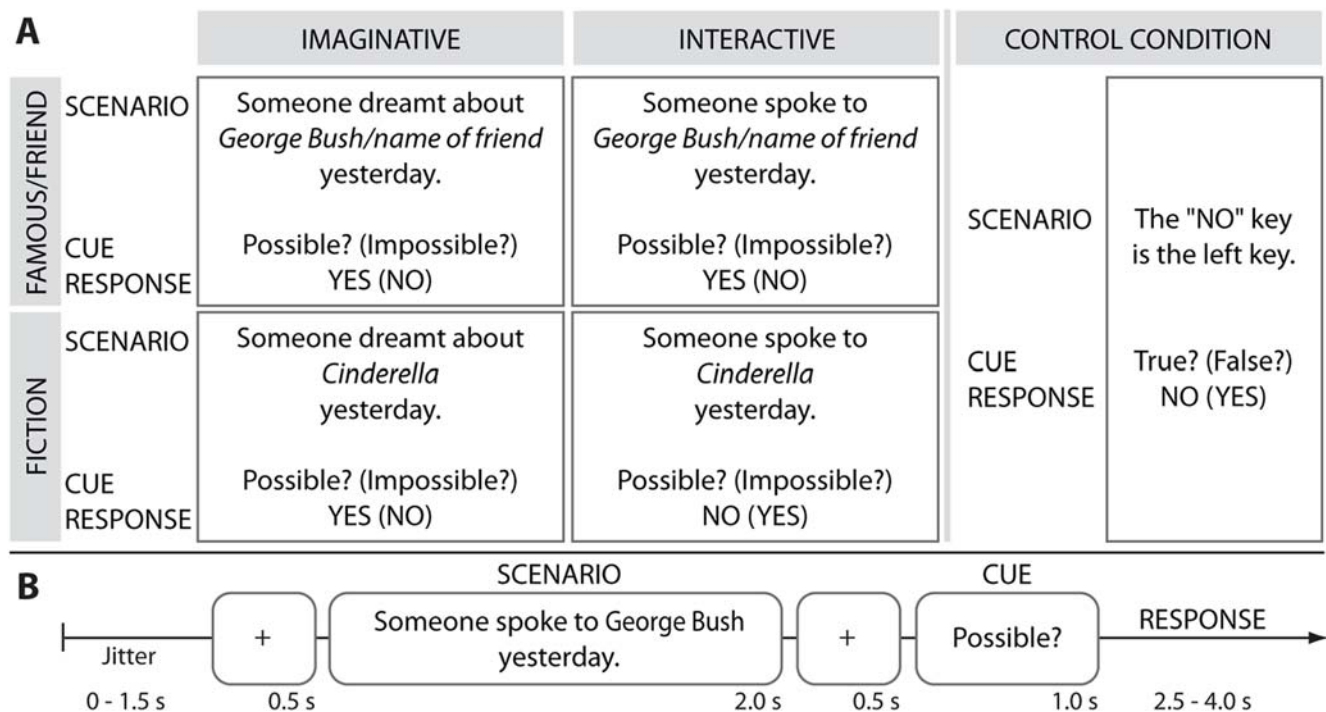 A
IMAGINATIVE
INTERACTIVE
CONTROL CONDITION
FAMOUS/FRIEND
SCENARIO
Someone dreamt about
George Bush/name of friend
yesterday.
Someone spoke to
George Bush/name of friend
yesterday.
CUE
RESPONSE
Possible? (Impossible?)
YES (NO)
Possible? (Impossible?)
YES (NO)
FICTION
SCENARIO
Someone dreamt about
Cinderella
yesterday.
Someone spoke to
Cinderella
yesterday.
CUE
RESPONSE
Possible? (Impossible?)
YES (NO)
Possible? (Impossible?)
NO (YES)
SCENARIO
The "NO" key
is the left key.
CUE
RESPONSE
True? (False?)
NO (YES)
B
SCENARIO
CUE
Jitter
+
Someone spoke to George Bush
yesterday.
+
Possible?
RESPONSE
0 - 1.5 s
0.5 s
2.0 s
0.5 s
1.0 s
2.5 - 4.0 s